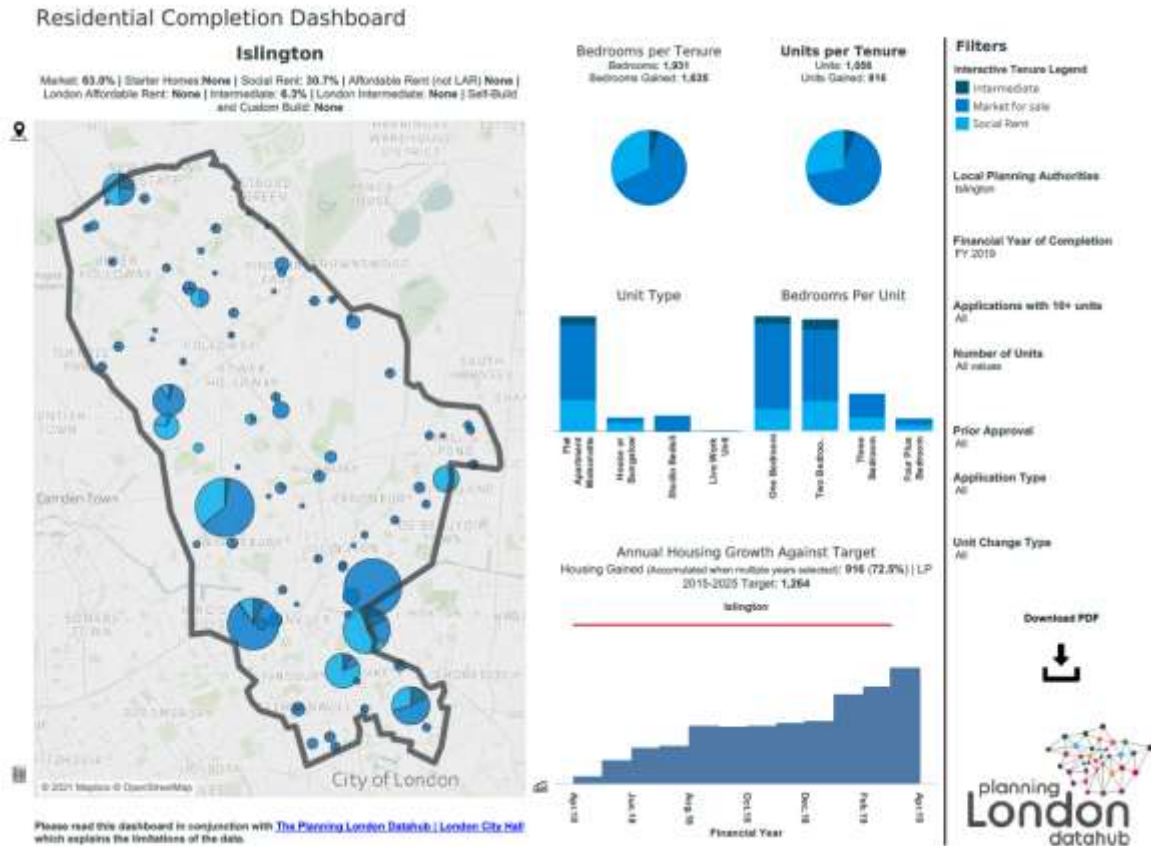 Residential Completion Dashboard
Islington
Market: 63.0% | Starter Homes: None | Social Rent: 30.7% | Affordable Rent (not LAR) None |
London Affordable Rent: None | Intermediate: 6.3% | London Intermediate: None | Self-Build
and Custom Build: None
Bedrooms per Tenure
Bedrooms: 1,931
Bedrooms Gained: 1,635
Units per Tenure
Units: 1,056
Units Gained: 916
Filters
Interactive Tenure Legend
Intermediate
Market for sale
Social Rent
Local Planning Authorities
Islington
Financial Year of Completion
FY 2019
Applications with 10+ units
All
Number of Units
All values
Prior Approval
All
Application Type
All
Unit Change Type
All
Download PDF
Unit Type
Flat
Apartment
Maisonette
House or
Bungalow
Studio Bedsit
Live Work
Unit
Bedrooms Per Unit
One Bedrooms
Two Bedroo..
Three
Bedroom
Four Plus
Bedroom
Annual Housing Growth Against Target
Housing Gained (Accumulated when multiple years selected): 916 (72.5%) | LP
2015-2025 Target: 1,264
Islington
Apr.18
Jun.18
Aug.18
Oct.18
Dec.18
Feb.19
Apr.19
Financial Year
Camden Town
City of London
© 2021 Mapbox © OpenStreetMap
Please read this dashboard in conjunction with The Planning London Datahub | London City Hall
which explains the limitations of the data.
planning
London
datahub